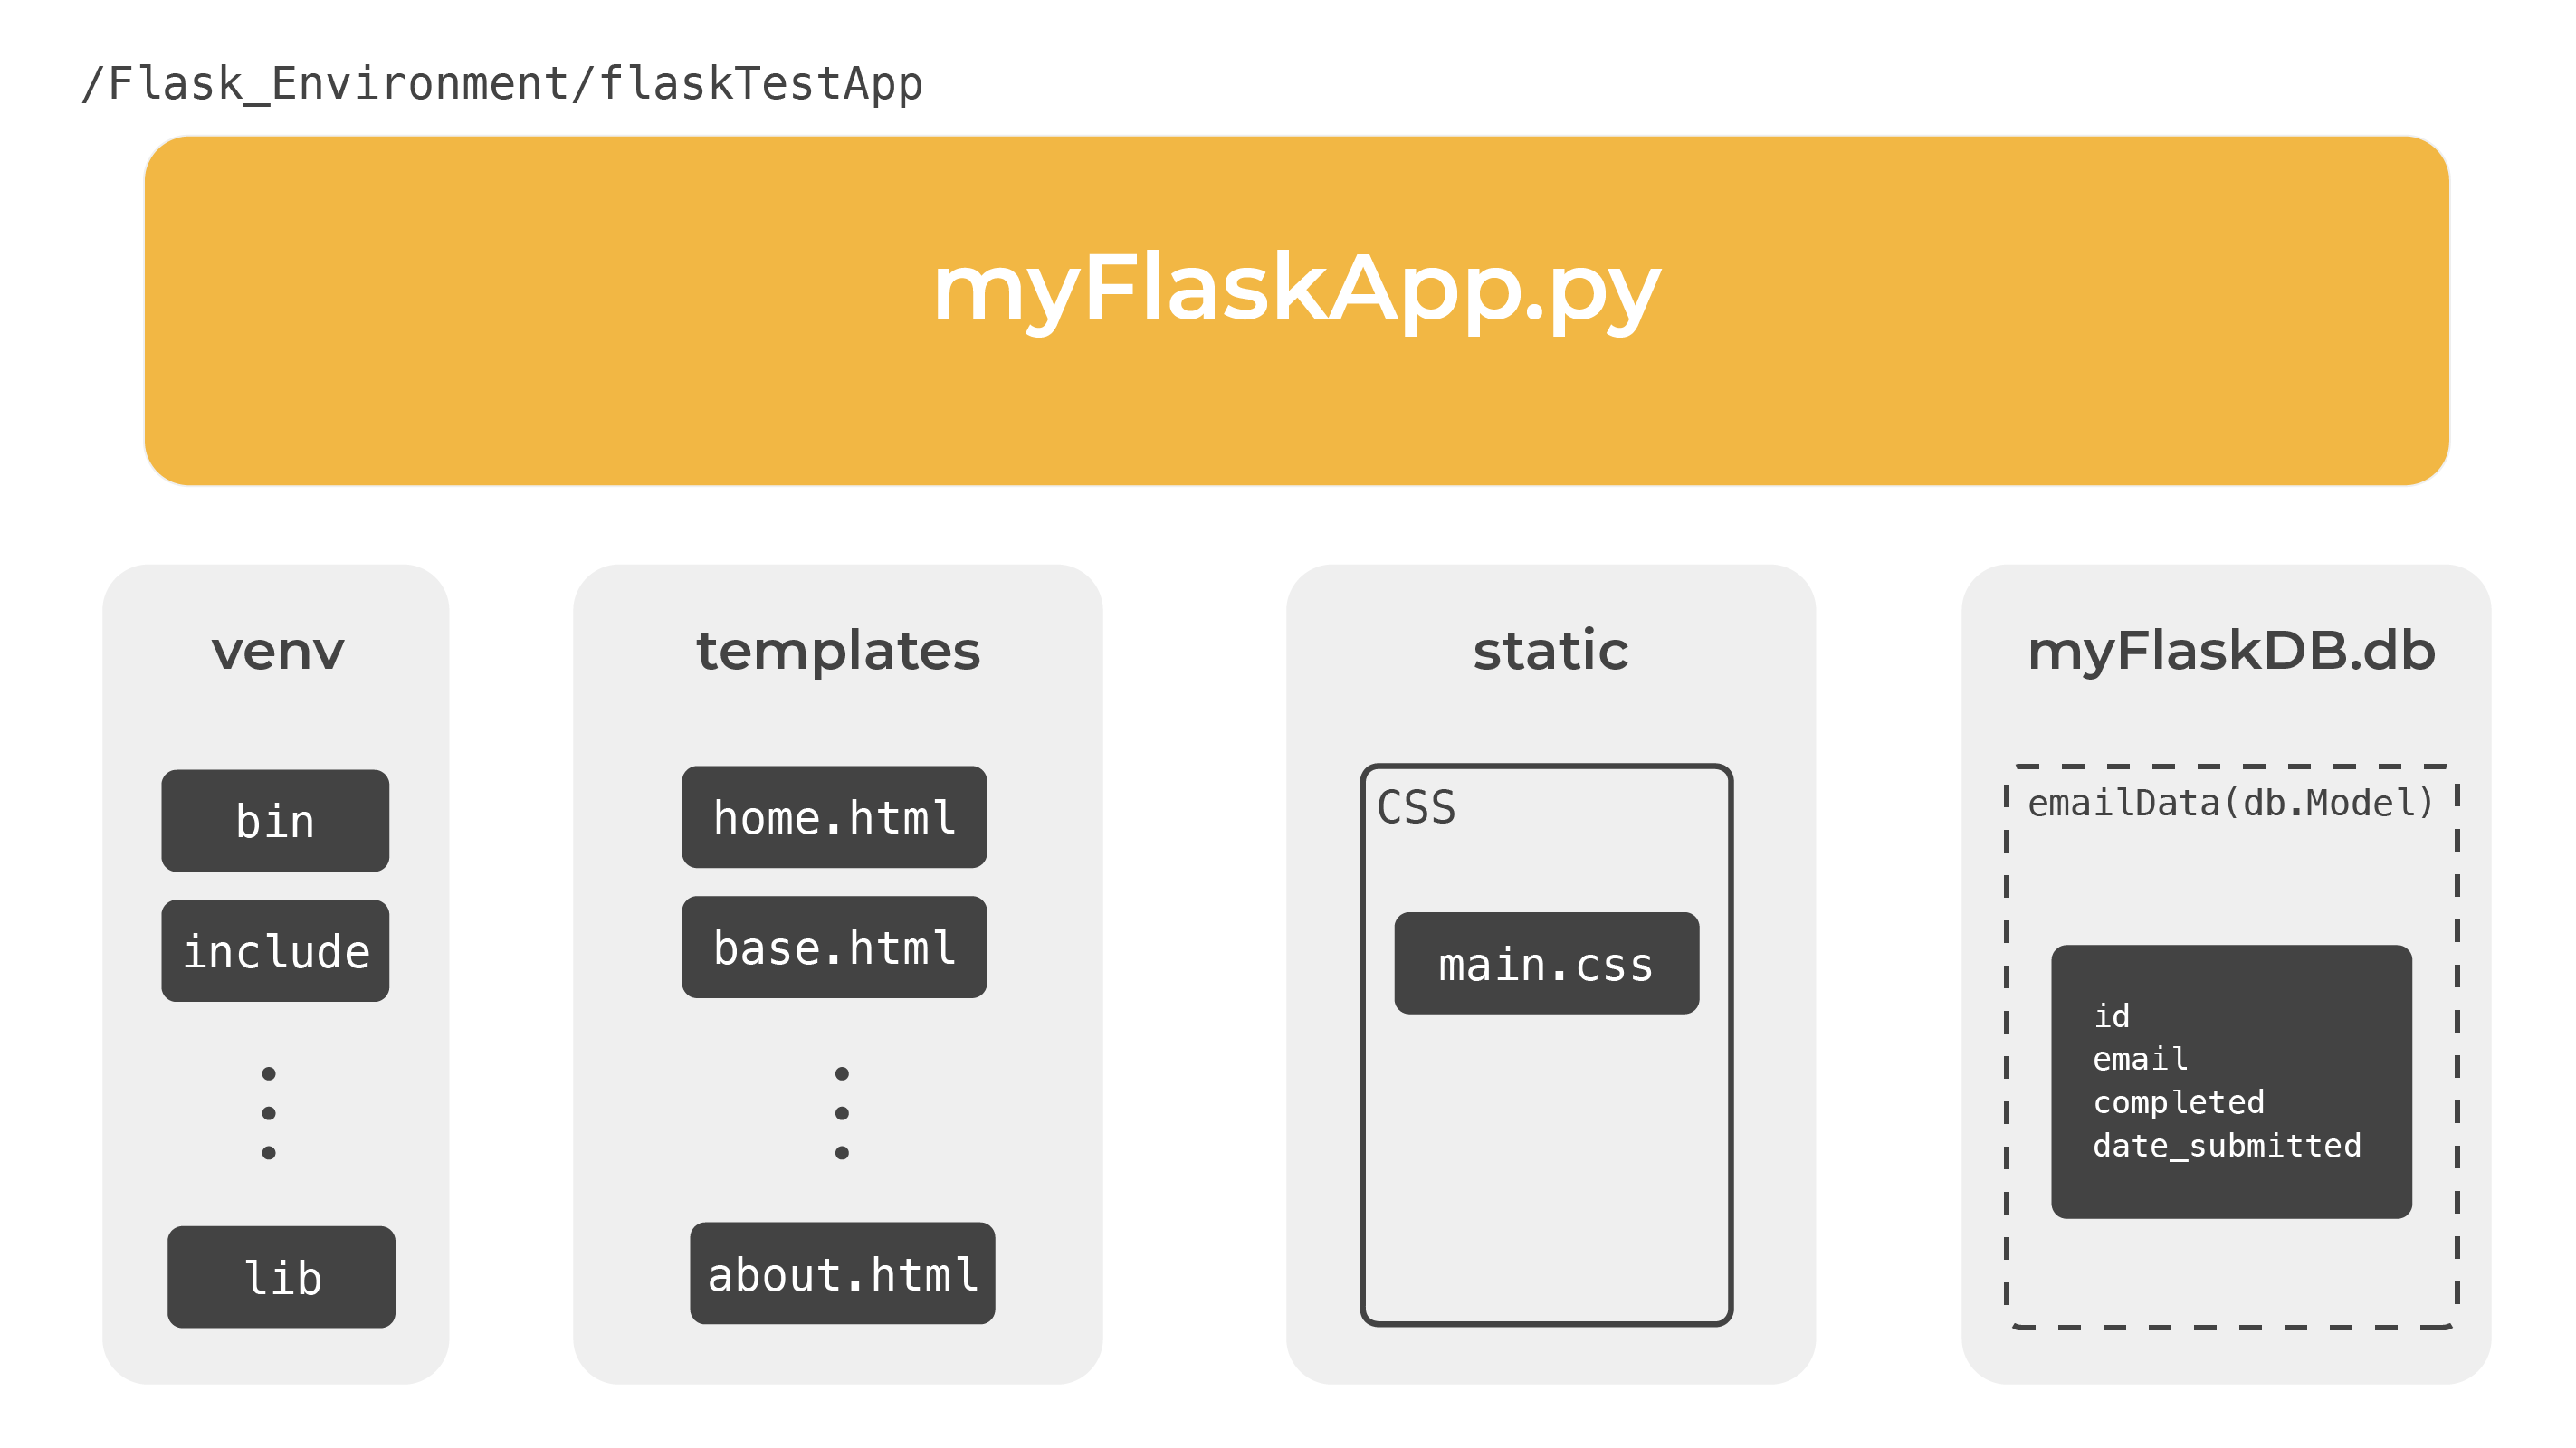 /Flask_Environment/flaskTestApp
myFlaskApp.py
venv
bin
include
lib
templates
home.html
base.html
about.html
static
CSS
main.css
myFlaskDB.db
emailData(db.Model)
id
email
completed
date_submitted